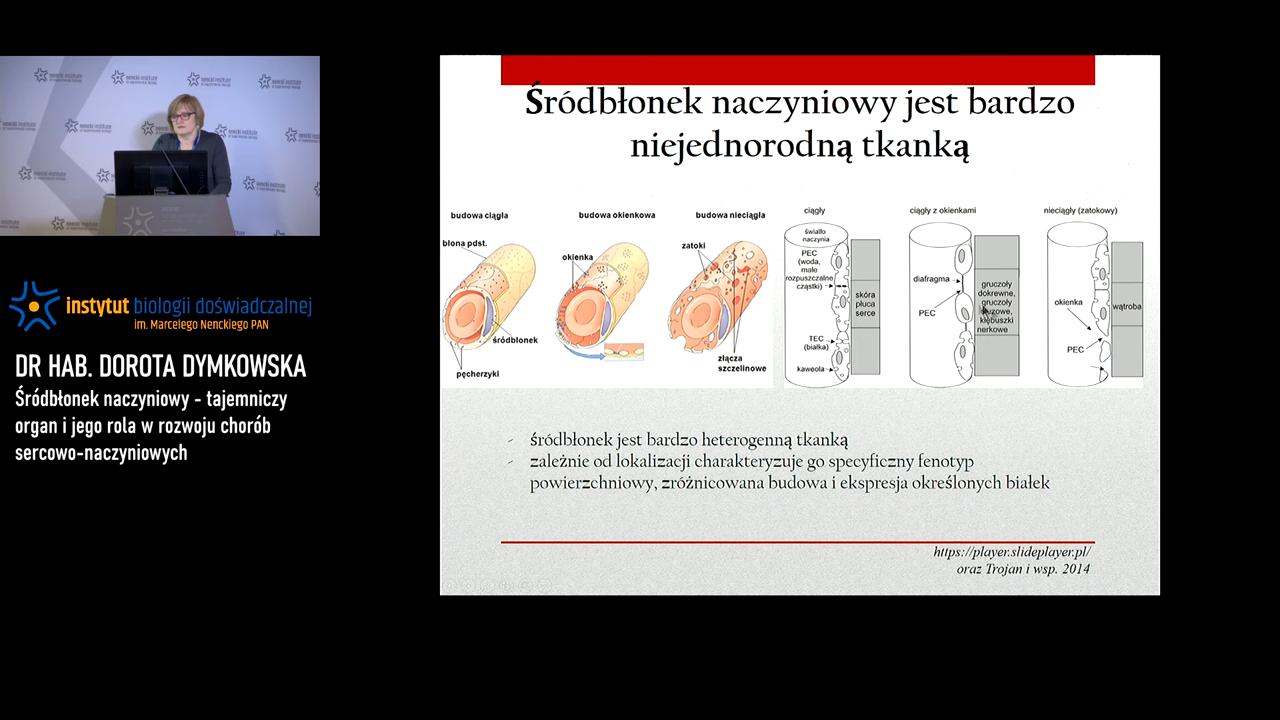 nencki institute
instytut biologii doświadczalnej
im. Marcelego Nenckiego PAN
DR HAB. DOROTA DYMKOWSKA
Śródbłonek naczyniowy - tajemniczy
organ i jego rola w rozwoju chorób
sercowo-naczyniowych
Śródbłonek naczyniowy jest bardzo
niejednorodną tkanką
budowa ciągła
błona pdst.
śródbłonek
pęcherzyki
budowa okienkowa
okienka
budowa nieciągła
zatoki
złącza
szczelinowe
ciągły
światło
naczynia
PEC
(woda,
małe
rozpuszczalne
cząstki)
TEC
(białka)
kaweola
skóra
płuca
serce
ciągły z okienkami
diafragma
PEC
gruczoły
dokrewne,
gruczoły
kłębuszki
nerkowe
nieciągły (zatokowy)
okienka
PEC
wątroba
- śródbłonek jest bardzo heterogenną tkanką
- zależnie od lokalizacji charakteryzuje go specyficzny fenotyp
powierzchniowy, zróżnicowana budowa i ekspresja określonych białek
https://player.slideplayer.pl/
oraz Trojan i wsp. 2014